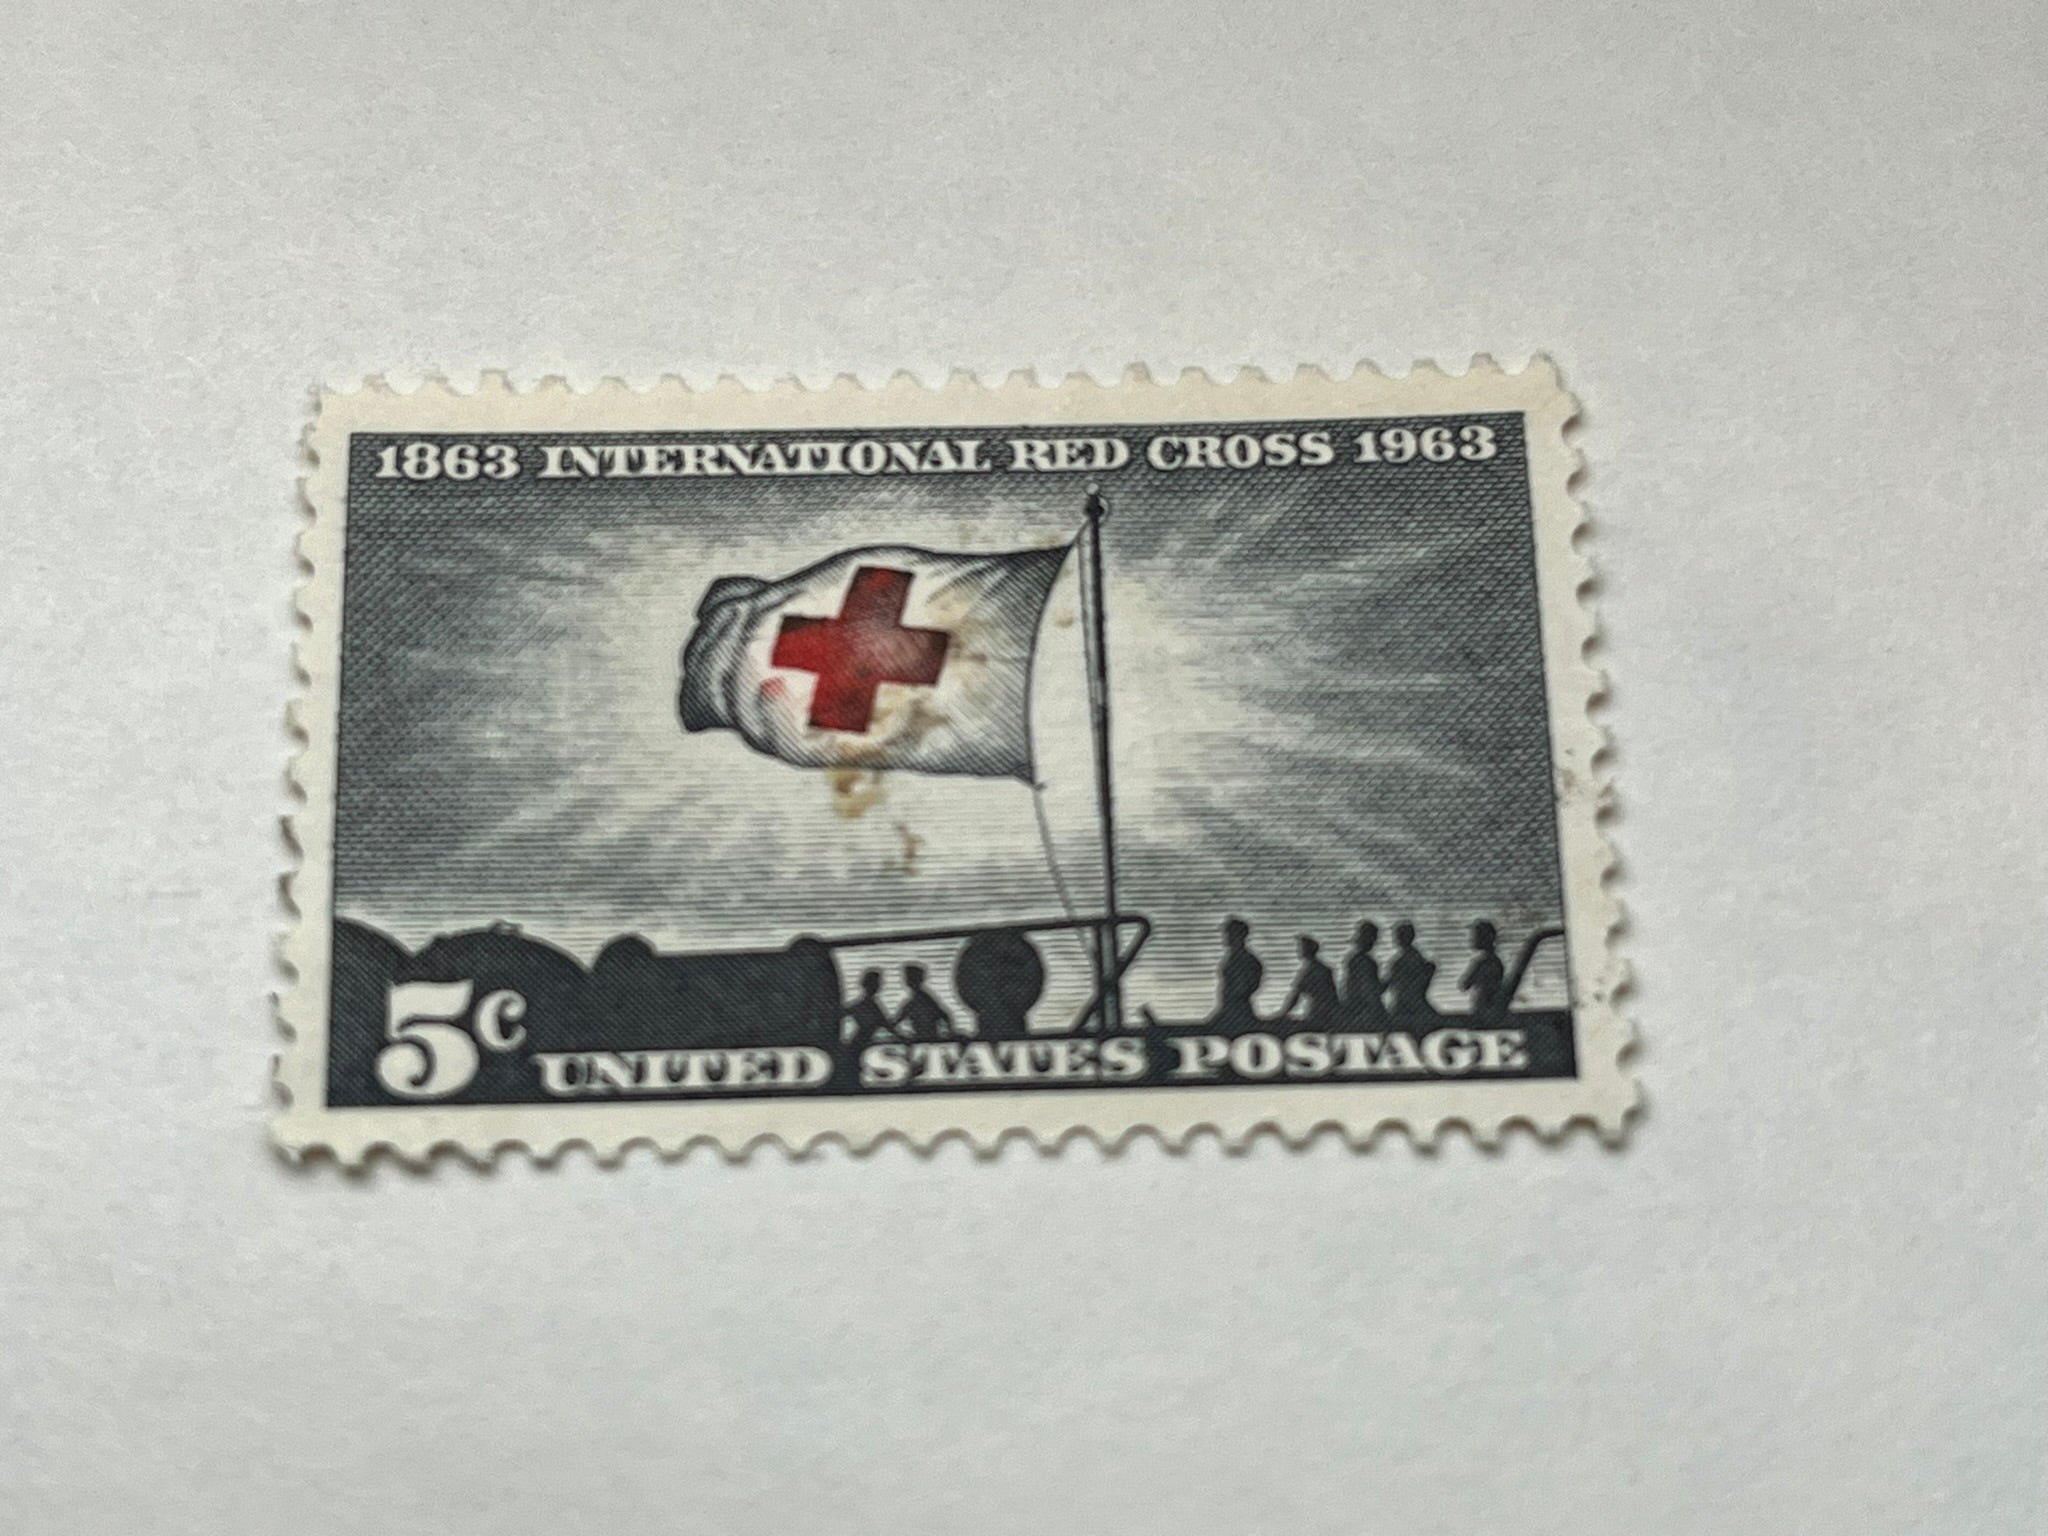 1863 INTERNATIONAL RED CROSS 1963
5c UNITED STATES POSTAGE